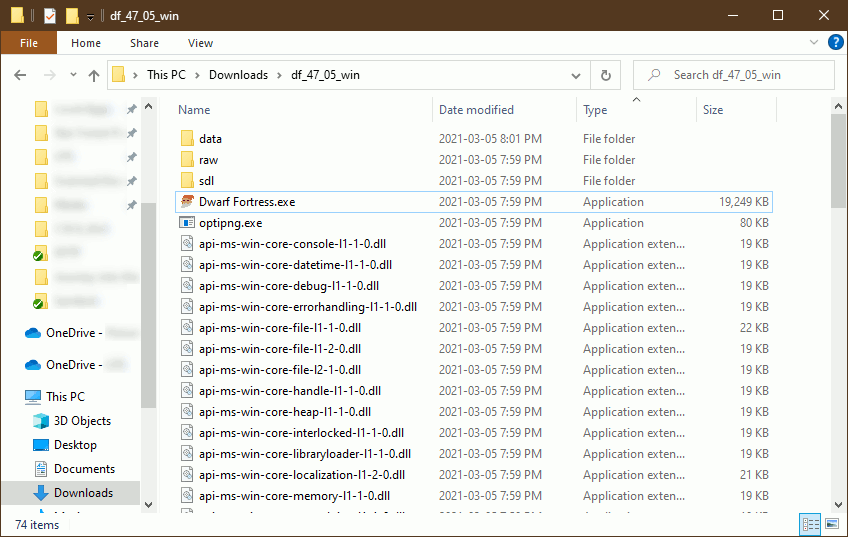 df_47_05_win
File Home Share View
This PC Downloads df_47_05_win Search df_47_05_win
Name Date modified Type Size
data 2021-03-05 8:01 PM File folder
raw 2021-03-05 7:59 PM File folder
sdl 2021-03-05 7:59 PM File folder
Dwarf Fortress.exe 2021-03-05 7:59 PM Application 19,249 KB
optipng.exe 2021-03-05 7:59 PM Application 80 KB
api-ms-win-core-console-l1-1-0.dll 2021-03-05 7:59 PM Application exten... 19 KB
api-ms-win-core-datetime-l1-1-0.dll 2021-03-05 7:59 PM Application exten... 19 KB
api-ms-win-core-debug-l1-1-0.dll 2021-03-05 7:59 PM Application exten... 19 KB
api-ms-win-core-errorhandling-l1-1-0.dll 2021-03-05 7:59 PM Application exten... 19 KB
api-ms-win-core-file-l1-1-0.dll 2021-03-05 7:59 PM Application exten... 22 KB
OneDrive -
api-ms-win-core-file-l1-2-0.dll 2021-03-05 7:59 PM Application exten... 19 KB
OneDrive -
api-ms-win-core-file-l2-1-0.dll 2021-03-05 7:59 PM Application exten... 19 KB
This PC
api-ms-win-core-handle-l1-1-0.dll 2021-03-05 7:59 PM Application exten... 19 KB
3D Objects
api-ms-win-core-heap-l1-1-0.dll 2021-03-05 7:59 PM Application exten... 19 KB
api-ms-win-core-interlocked-l1-1-0.dll 2021-03-05 7:59 PM Application exten... 19 KB
Desktop
api-ms-win-core-libraryloader-l1-1-0.dll 2021-03-05 7:59 PM Application exten... 19 KB
Documents
api-ms-win-core-localization-l1-2-0.dll 2021-03-05 7:59 PM Application exten... 21 KB
Downloads
api-ms-win-core-memory-l1-1-0.dll 2021-03-05 7:59 PM Application exten... 19 KB
74 items